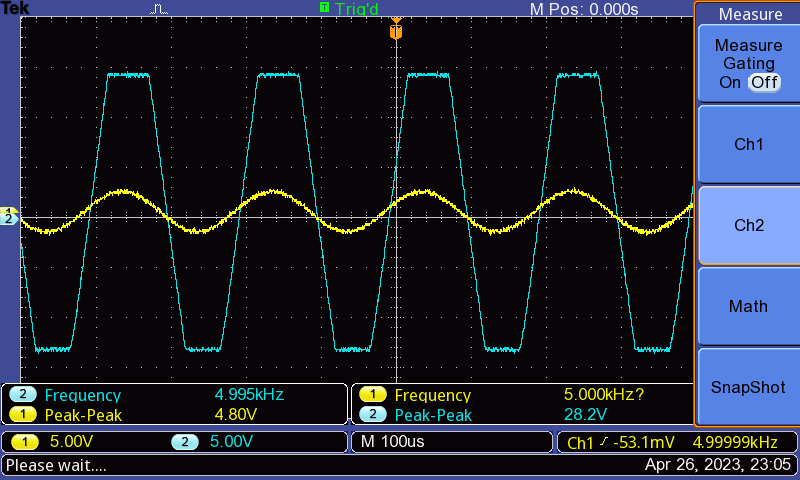 Tek T Trig'd M Pos: 0.000s Measure
T
Measure
Gating
On Off
Ch1
1
2
Ch2
Math
SnapShot
2 Frequency 4.995kHz 1 Frequency 5.000kHz?
1 Peak-Peak 4.80V 2 Peak-Peak 28.2V
1 5.00V 2 5.00V M 100us Ch1 -53.1mV 4.99999kHz
Please wait.... Apr 26, 2023, 23:05